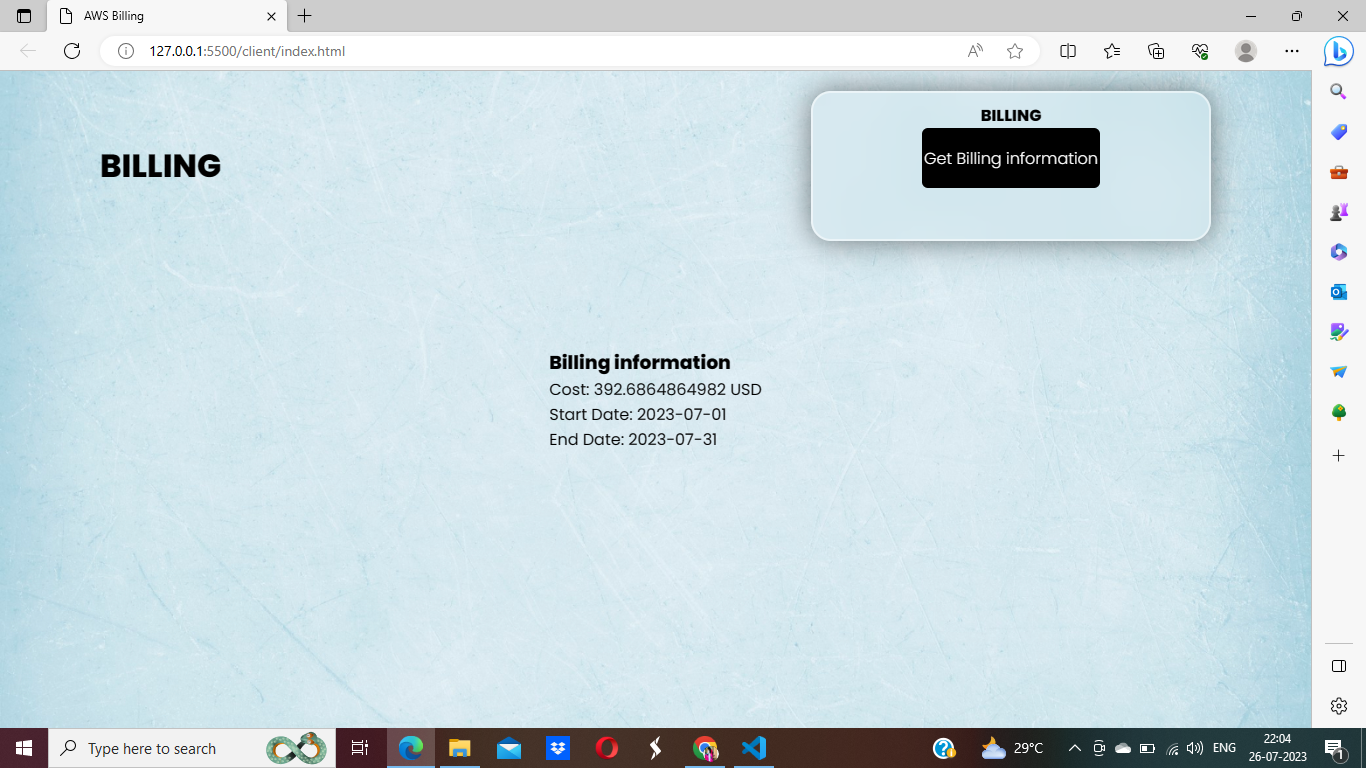 AWS Billing
127.0.0.1:5500/client/index.html
BILLING
Get Billing information
BILLING
Billing information
Cost: 392.6864864982 USD
Start Date: 2023-07-01
End Date: 2023-07-31
Type here to search
29°C
ENG
22:04
26-07-2023
1